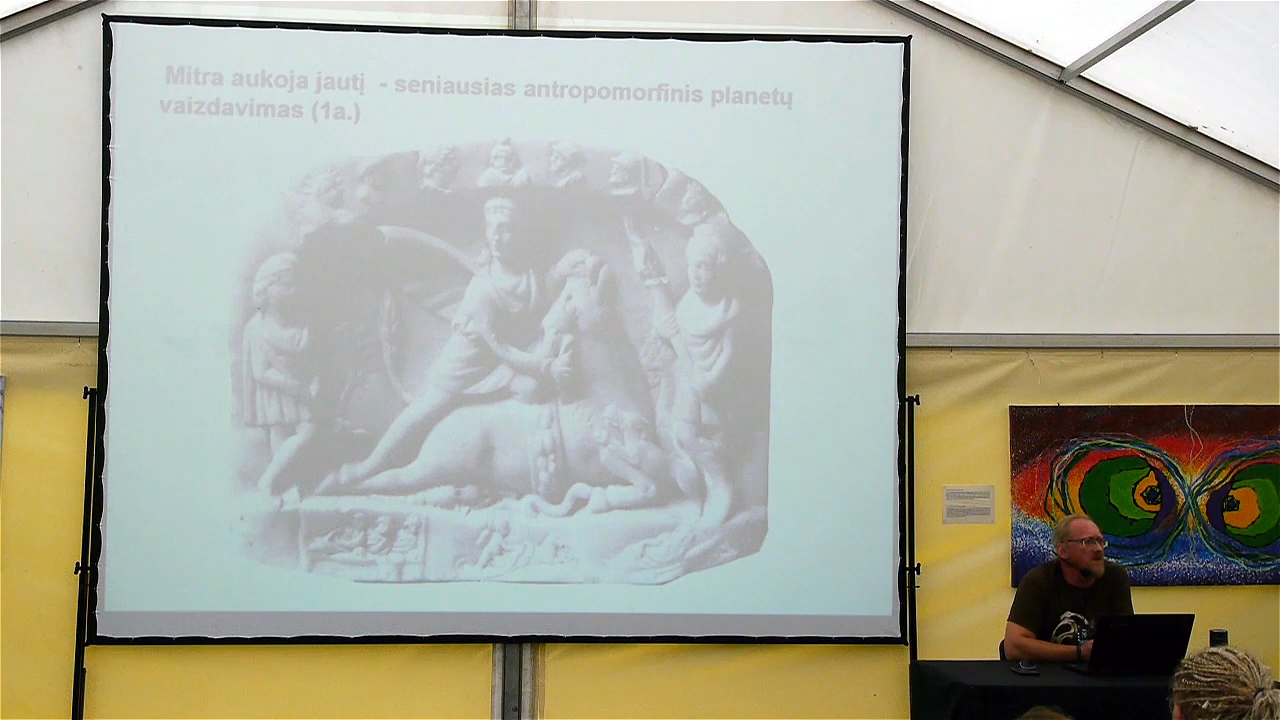 Mitra aukoja jautį - seniausias antropomorfinis planetų
vaizdavimas (1a.)